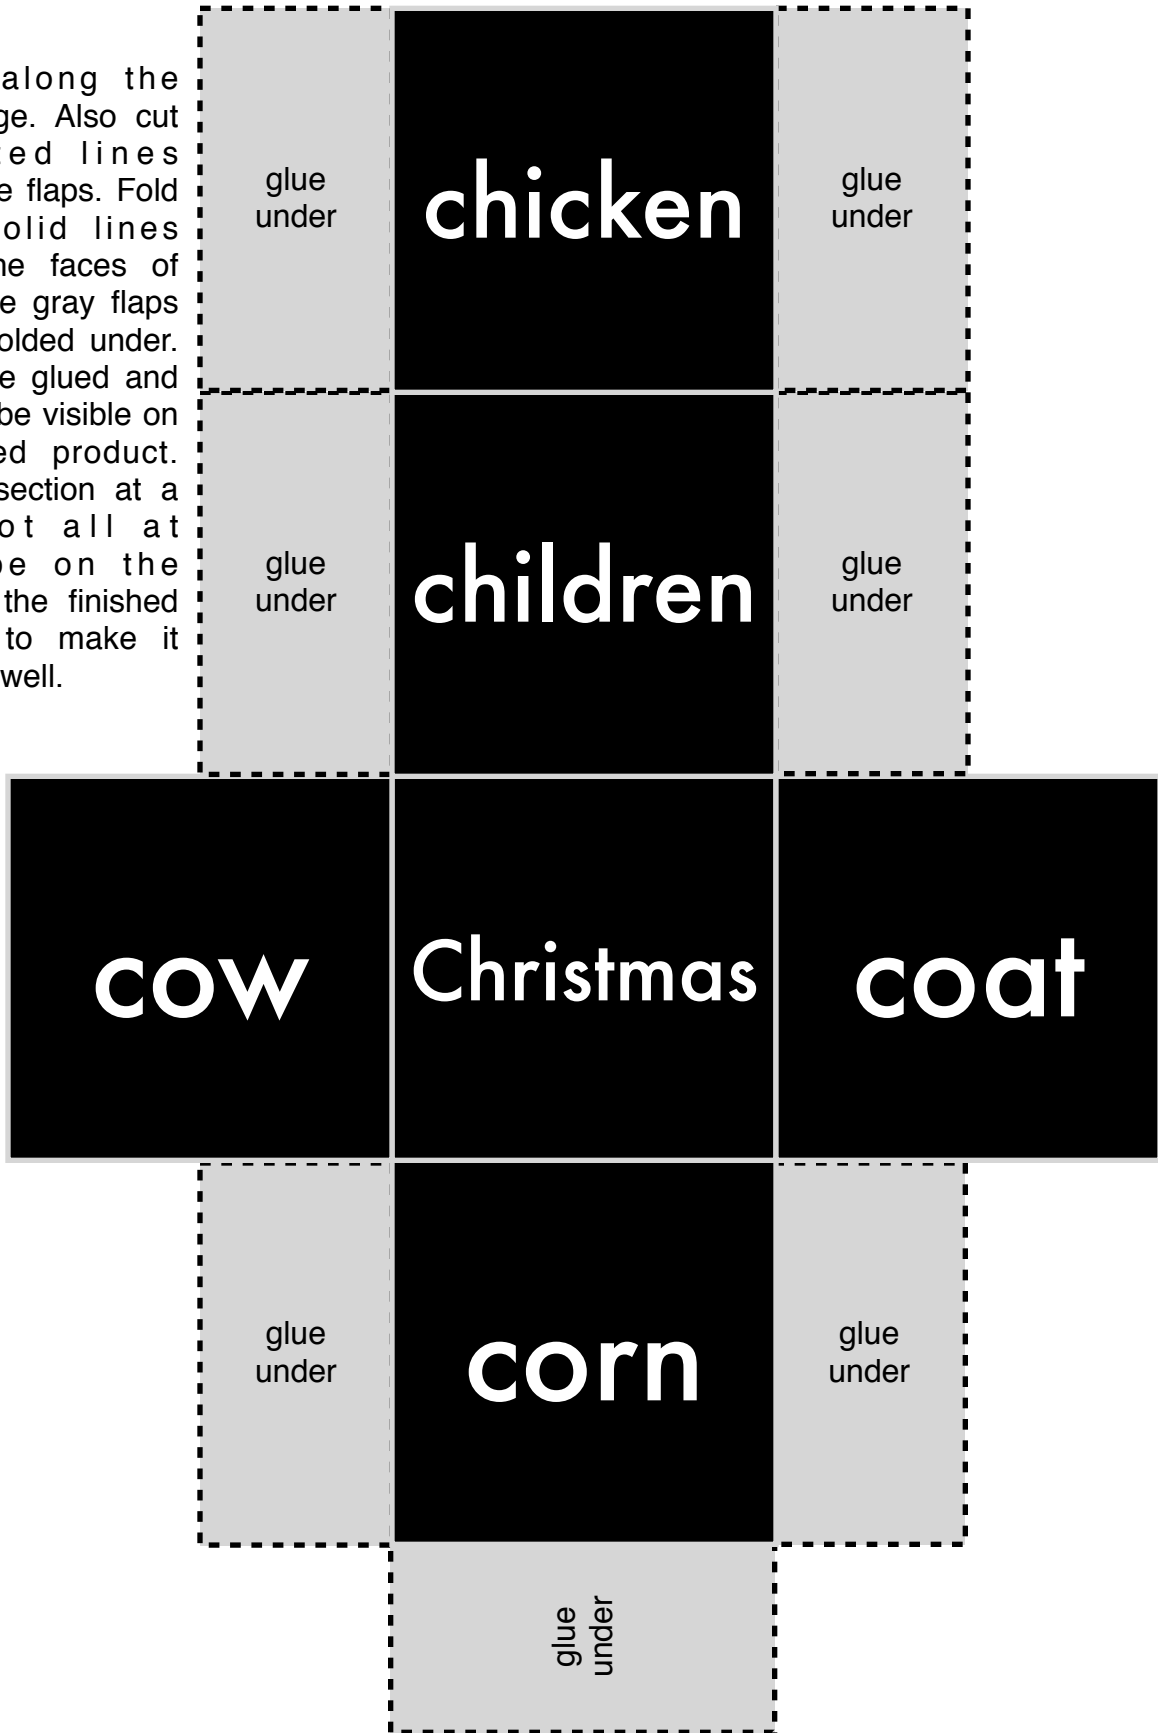 along the
ge. Also cut
ted lines
e flaps. Fold
olid lines
he faces of
e gray flaps
olded under.
e glued and
be visible on
ed product.
section at a
ot all at
be on the
the finished
to make it
well.
glue
under
chicken
glue
under
glue
under
children
glue
under
cow
Christmas
coat
glue
under
corn
glue
under
glue
under